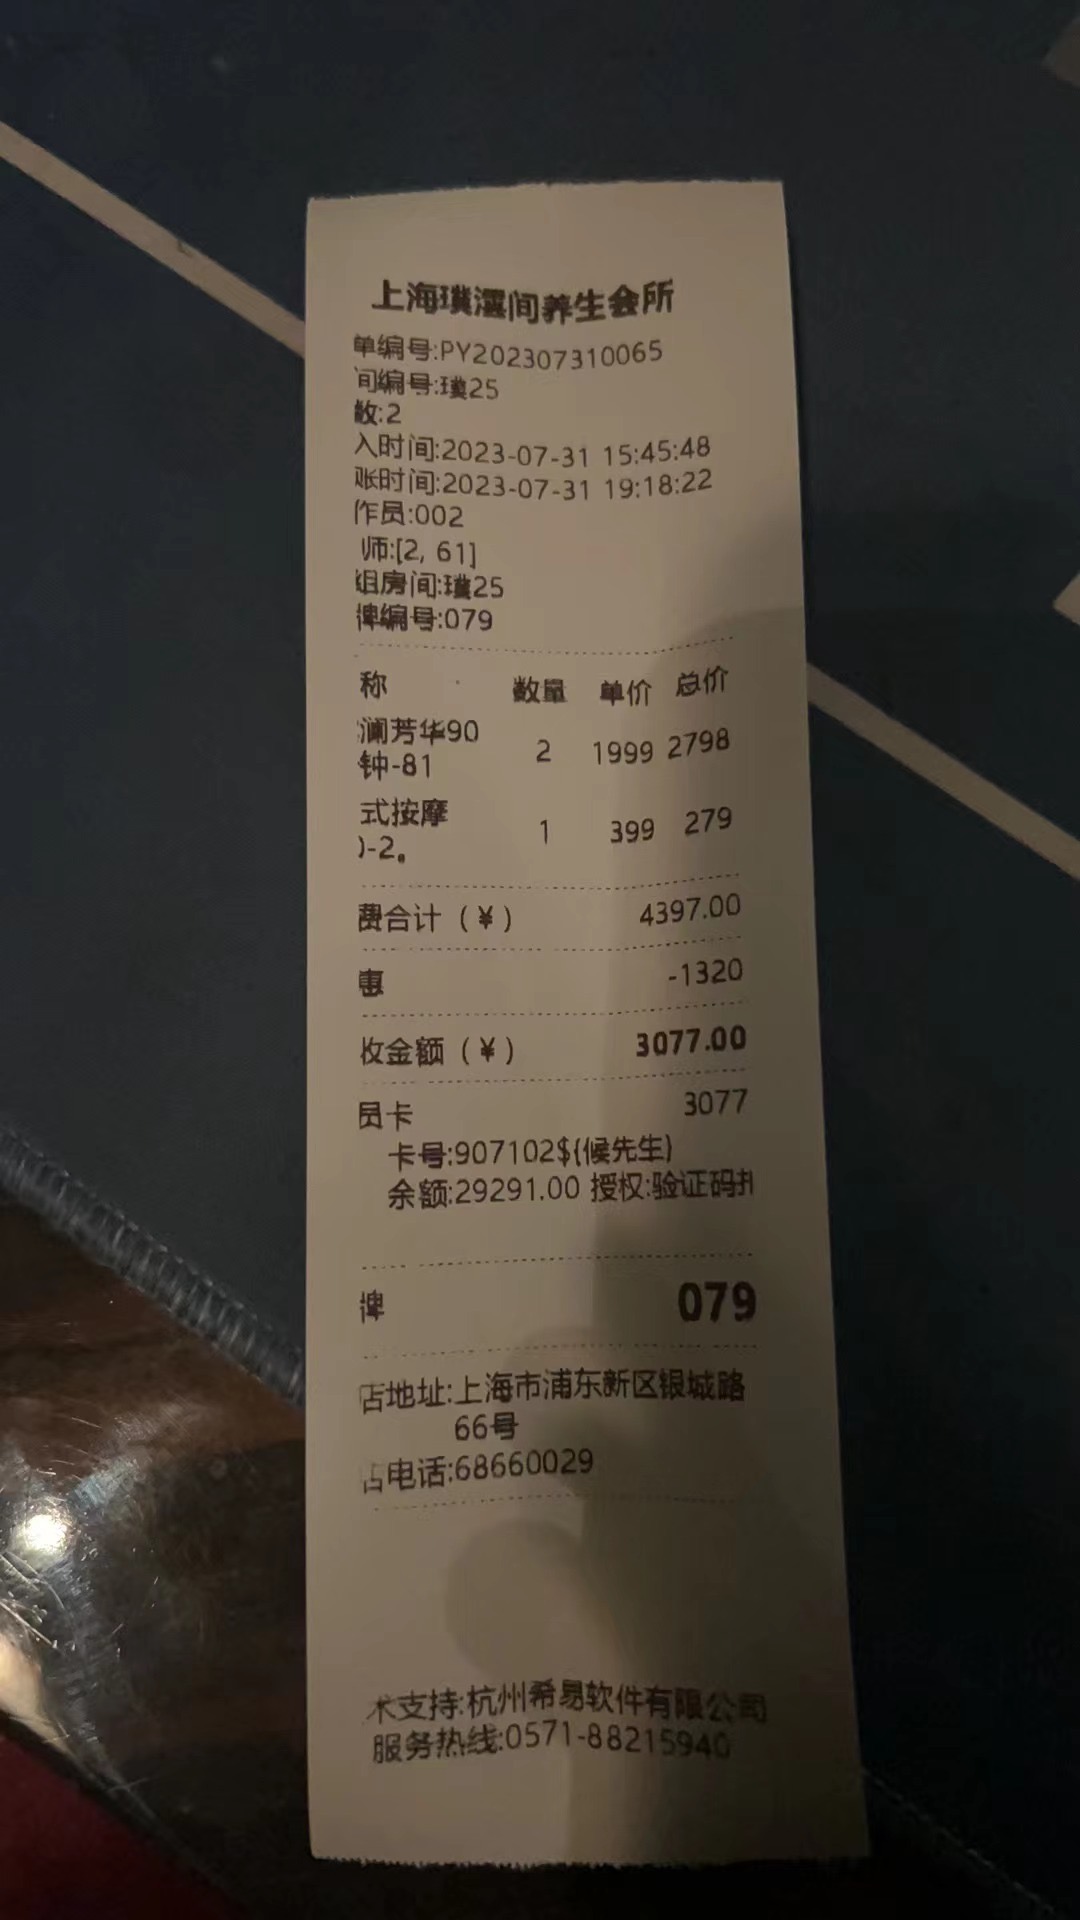 上海璞澐间养生会所
单编号:PY202307310065
间编号:璞25
数:2
入时间:2023-07-31 15:45:48
账时间:2023-07-31 19:18:22
作员:002
师:[2, 61]
组房间:璞25
牌编号:079
称 数量 单价 总价
澜芳华90
钟-81 2 1999 2798
式按摩
)-2。 1 399 279
费合计（¥） 4397.00
惠 -1320
收金额（¥） 3077.00
员卡 3077
卡号:907102$(候先生)
余额:29291.00 授权:验证码
牌 079
店地址:上海市浦东新区银城路
66号
店电话:68660029
术支持:杭州希易软件有限公司
服务热线:0571-88215940